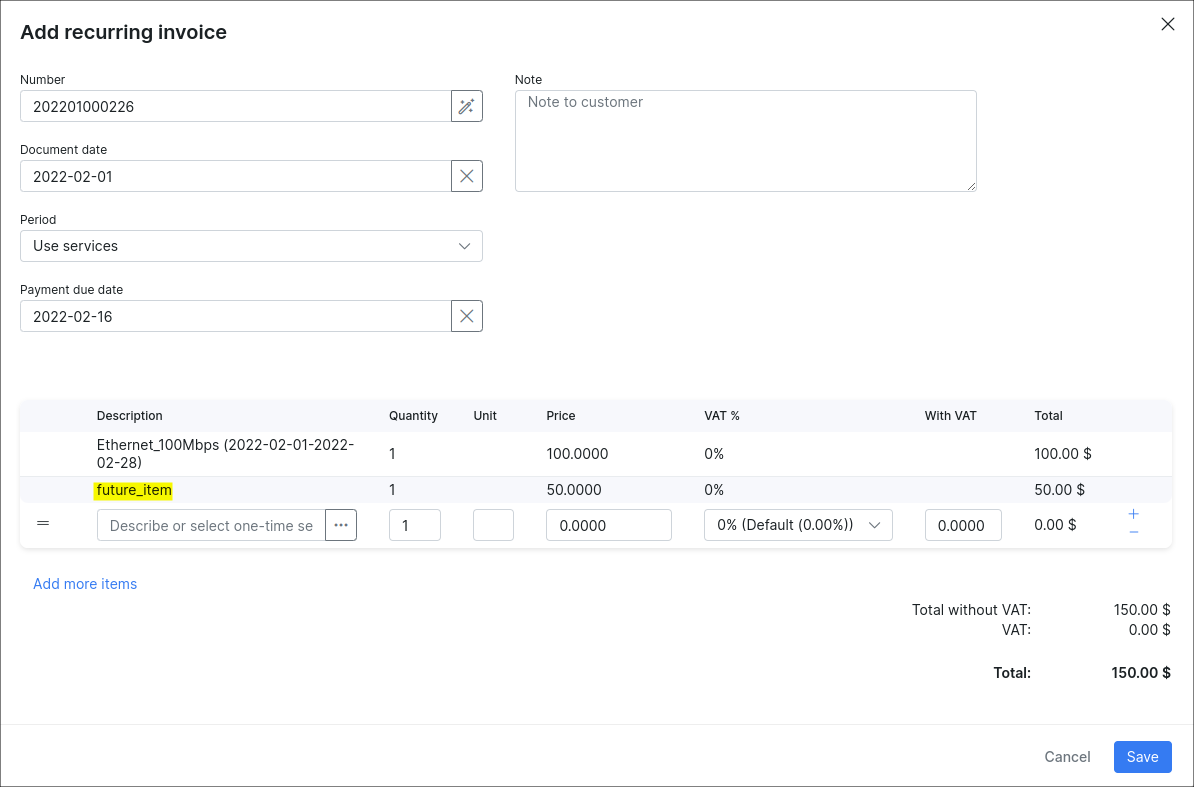 Add recurring invoice
Number
202201000226
Note
Note to customer
Document date
2022-02-01
Period
Use services
Payment due date
2022-02-16
Description Quantity Unit Price VAT % With VAT Total
Ethernet_100Mbps (2022-02-01-2022-
02-28) 1 100.0000 0% 100.00 $
future_item 1 50.0000 0% 50.00 $
Describe or select one-time se ... 1 0.0000 0% (Default (0.00%)) 0.0000 0.00 $
Add more items
Total without VAT: 150.00 $
VAT: 0.00 $
Total: 150.00 $
Cancel Save